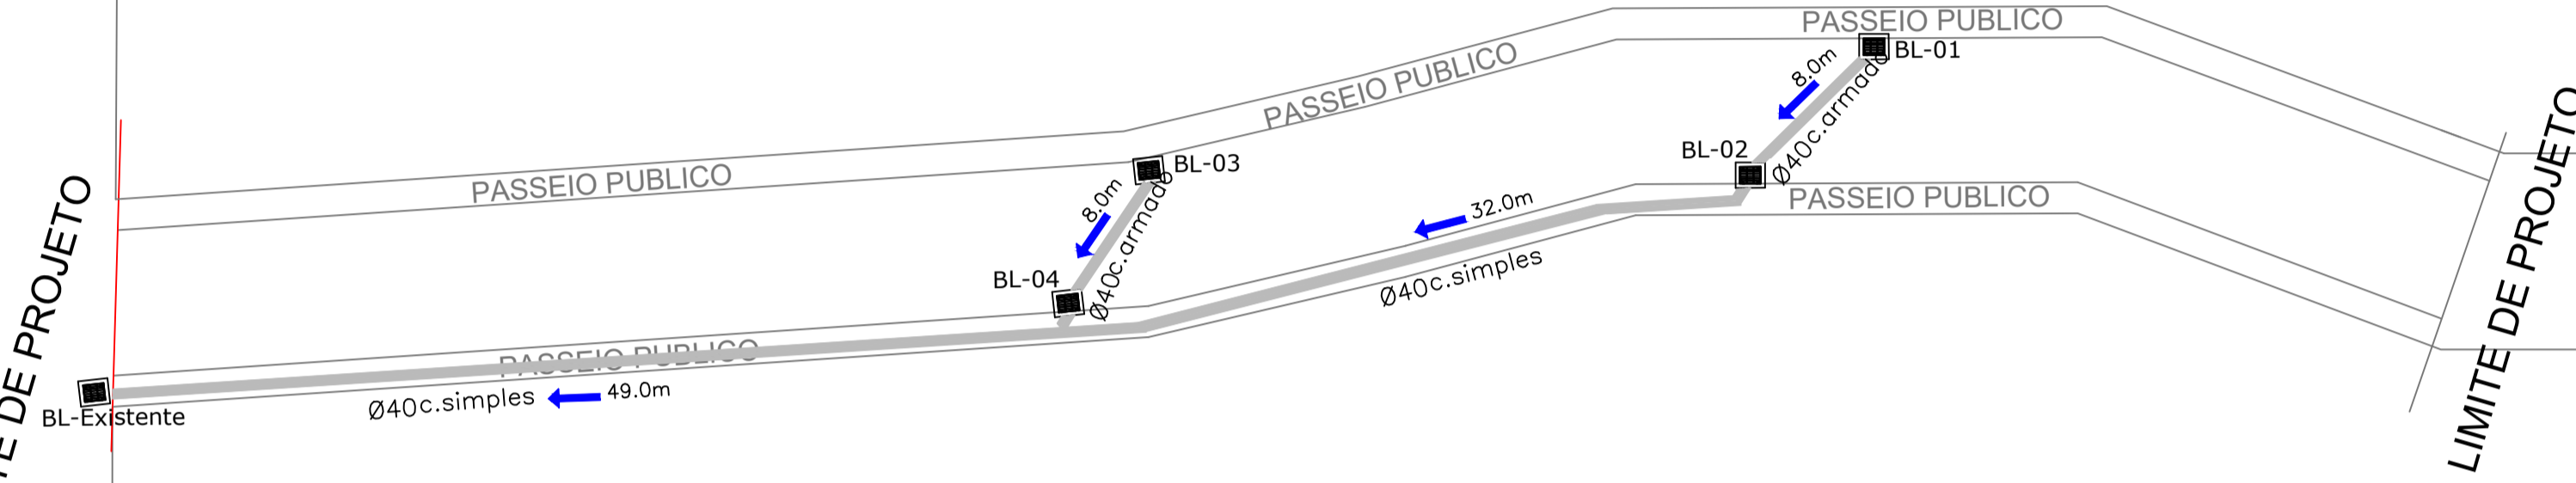 PASSEIO PUBLICO
BL-01
8.0m
Ø40c.armado
PASSEIO PUBLICO
BL-02
PASSEIO PUBLICO
BL-03
PASSEIO PUBLICO
8.0m
Ø40c.armado
32.0m
Ø40c.simples
BL-04
PASSEIO PUBLICO
Ø40c.simples
49.0m
BL-Existente
TE DE PROJETO
LIMITE DE PROJETO